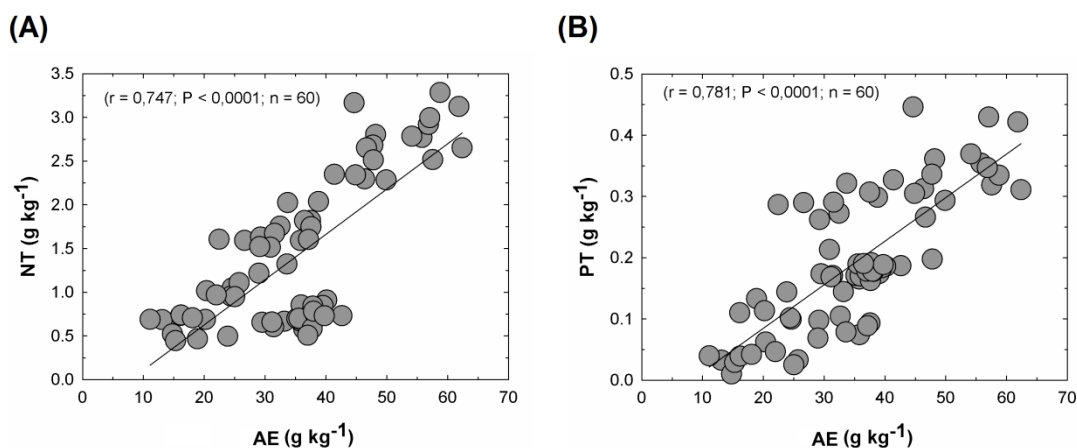 (A)
(r = 0,747; P < 0,0001; n = 60)
NT (g kg⁻¹)
3.5
3.0
2.5
2.0
1.5
1.0
0.5
0.0
0 10 20 30 40 50 60 70
AE (g kg⁻¹)
(B)
(r = 0,781; P < 0,0001; n = 60)
PT (g kg⁻¹)
0.5
0.4
0.3
0.2
0.1
0.0
0 10 20 30 40 50 60 70
AE (g kg⁻¹)